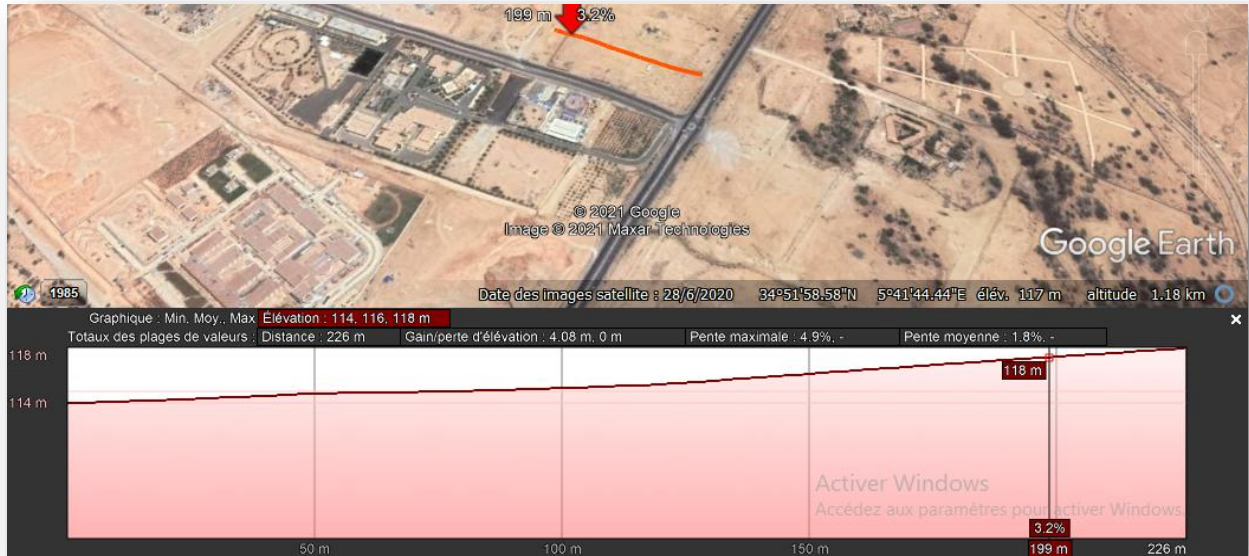 199 m 3.2%
© 2021 Google
Image © 2021 Maxar Technologies
Google Earth
1985
Date des images satellite : 28/6/2020 34°51'58.58"N 5°41'44.44"E élév. 117 m altitude 1.18 km
Graphique : Min, Moy., Max Élévation : 114, 116, 118 m
Totaux des plages de valeurs : Distance : 226 m Gain/perte d'élévation : 4.08 m, 0 m Pente maximale : 4.9%, - Pente moyenne : 1.8%, -
118 m
118 m
114 m
Activer Windows
Accédez aux paramètres pour activer Windows.
3.2%
50 m 100 m 150 m 199 m 226 m